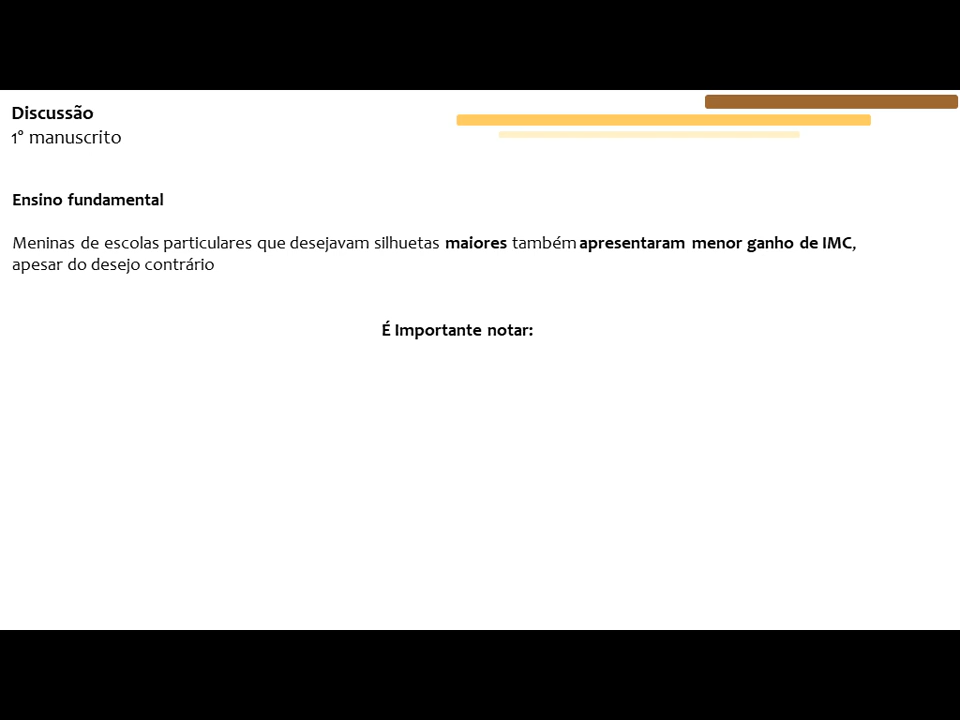 Discussão
1° manuscrito
Ensino fundamental
Meninas de escolas particulares que desejavam silhuetas maiores também apresentaram menor ganho de IMC,
apesar do desejo contrário
É Importante notar: